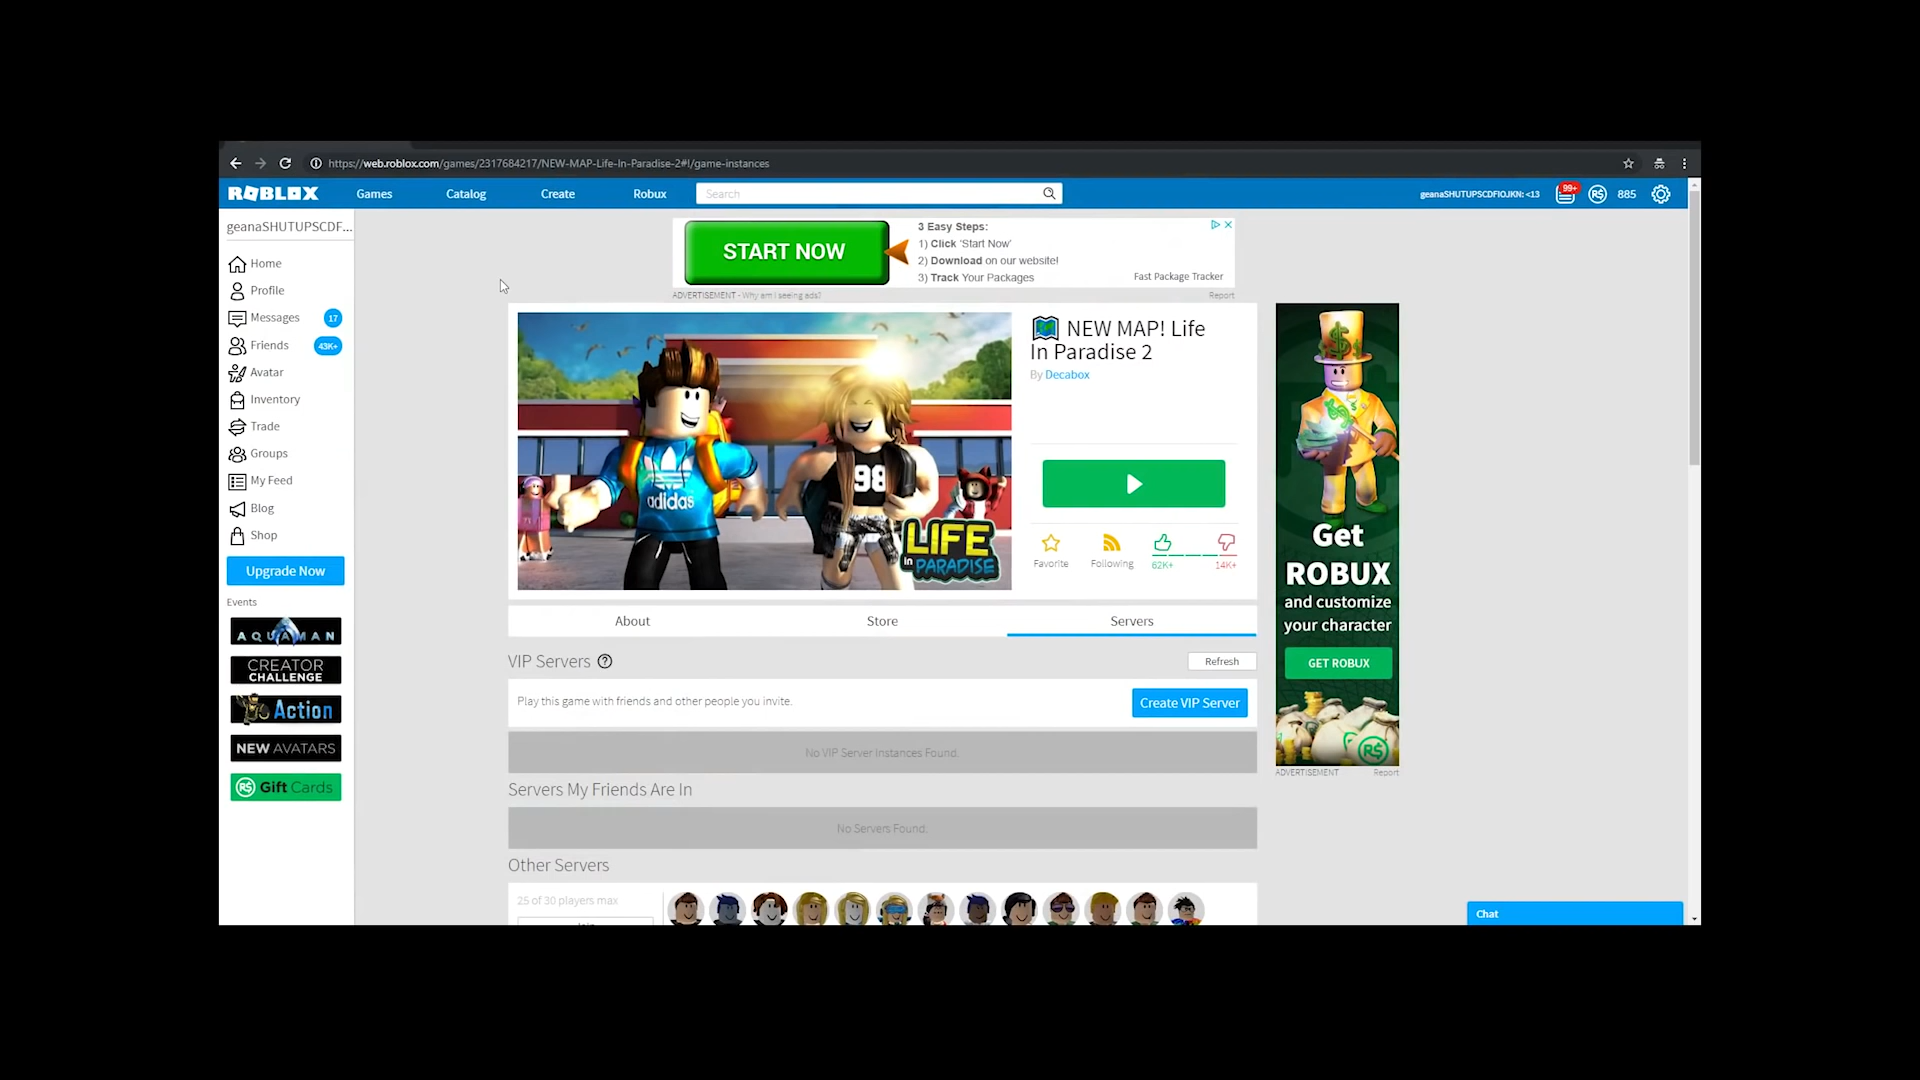 https://web.roblox.com/games/2317684217/NEW-MAP-Life-In-Paradise-2#!/game-instances
ROBLOX
Games
Catalog
Create
Robux
Search
geanaSHUTUPSCDFIOJKN: <13
99+
885
geanaSHUTUPSCDF...
Home
Profile
Messages
17
Friends
43K+
Avatar
Inventory
Trade
Groups
My Feed
Blog
Shop
Upgrade Now
Events
AQUAMAN
CREATOR
CHALLENGE
Action
NEW AVATARS
R$ Gift Cards
START NOW
3 Easy Steps:
1) Click 'Start Now'
2) Download on our website!
3) Track Your Packages
Fast Package Tracker
ADVERTISEMENT - Why am I seeing ads?
Report
adidas
98
LIFE
in PARADISE
NEW MAP! Life
In Paradise 2
By Decabox
Favorite
Following
62K+
14K+
About
Store
Servers
VIP Servers
Refresh
Play this game with friends and other people you invite.
Create VIP Server
No VIP Server Instances Found.
Servers My Friends Are In
No Servers Found.
Other Servers
25 of 30 players max
Get
ROBUX
and customize
your character
GET ROBUX
R$
ADVERTISEMENT
Report
Chat